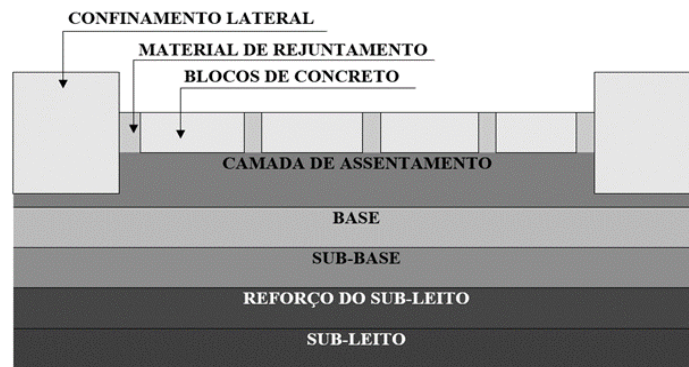 CONFINAMENTO LATERAL
MATERIAL DE REJUNTAMENTO
BLOCOS DE CONCRETO
CAMADA DE ASSENTAMENTO
BASE
SUB-BASE
REFORÇO DO SUB-LEITO
SUB-LEITO